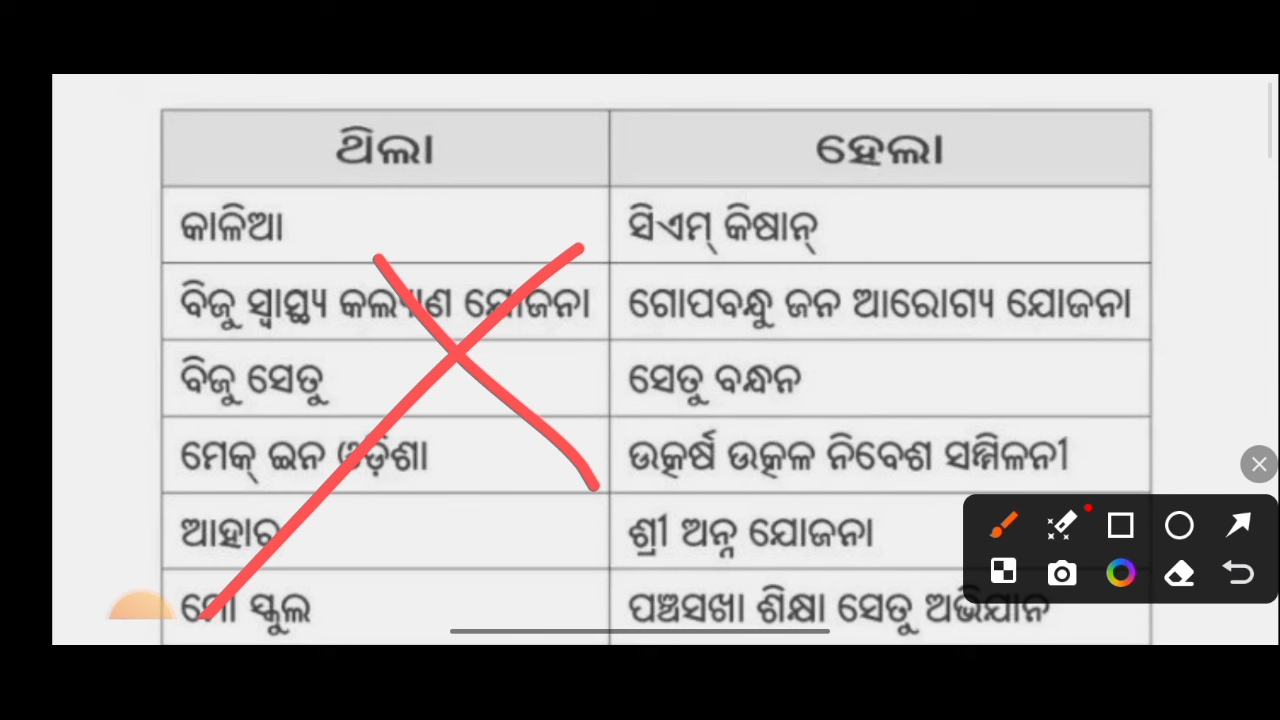 ଥିଲା ହେଲା
କାଳିଆ ସିଏମ୍ କିଷାନ୍
ବିଜୁ ସ୍ୱାସ୍ଥ୍ୟ କଲ୍ୟାଣ ଯୋଜନା ଗୋପବନ୍ଧୁ ଜନ ଆରୋଗ୍ୟ ଯୋଜନା
ବିଜୁ ସେତୁ ସେତୁ ବନ୍ଧନ
ମେକ୍ ଇନ ଓଡ଼ିଶା ଉତ୍କର୍ଷ ଉତ୍କଳ ନିବେଶ ସମ୍ମିଳନୀ
ଆହାର ଶ୍ରୀ ଅନ୍ନ ଯୋଜନା
ମୋ ସ୍କୁଲ ପଞ୍ଚସଖା ଶିକ୍ଷା ସେତୁ ଅଭିଯାନ